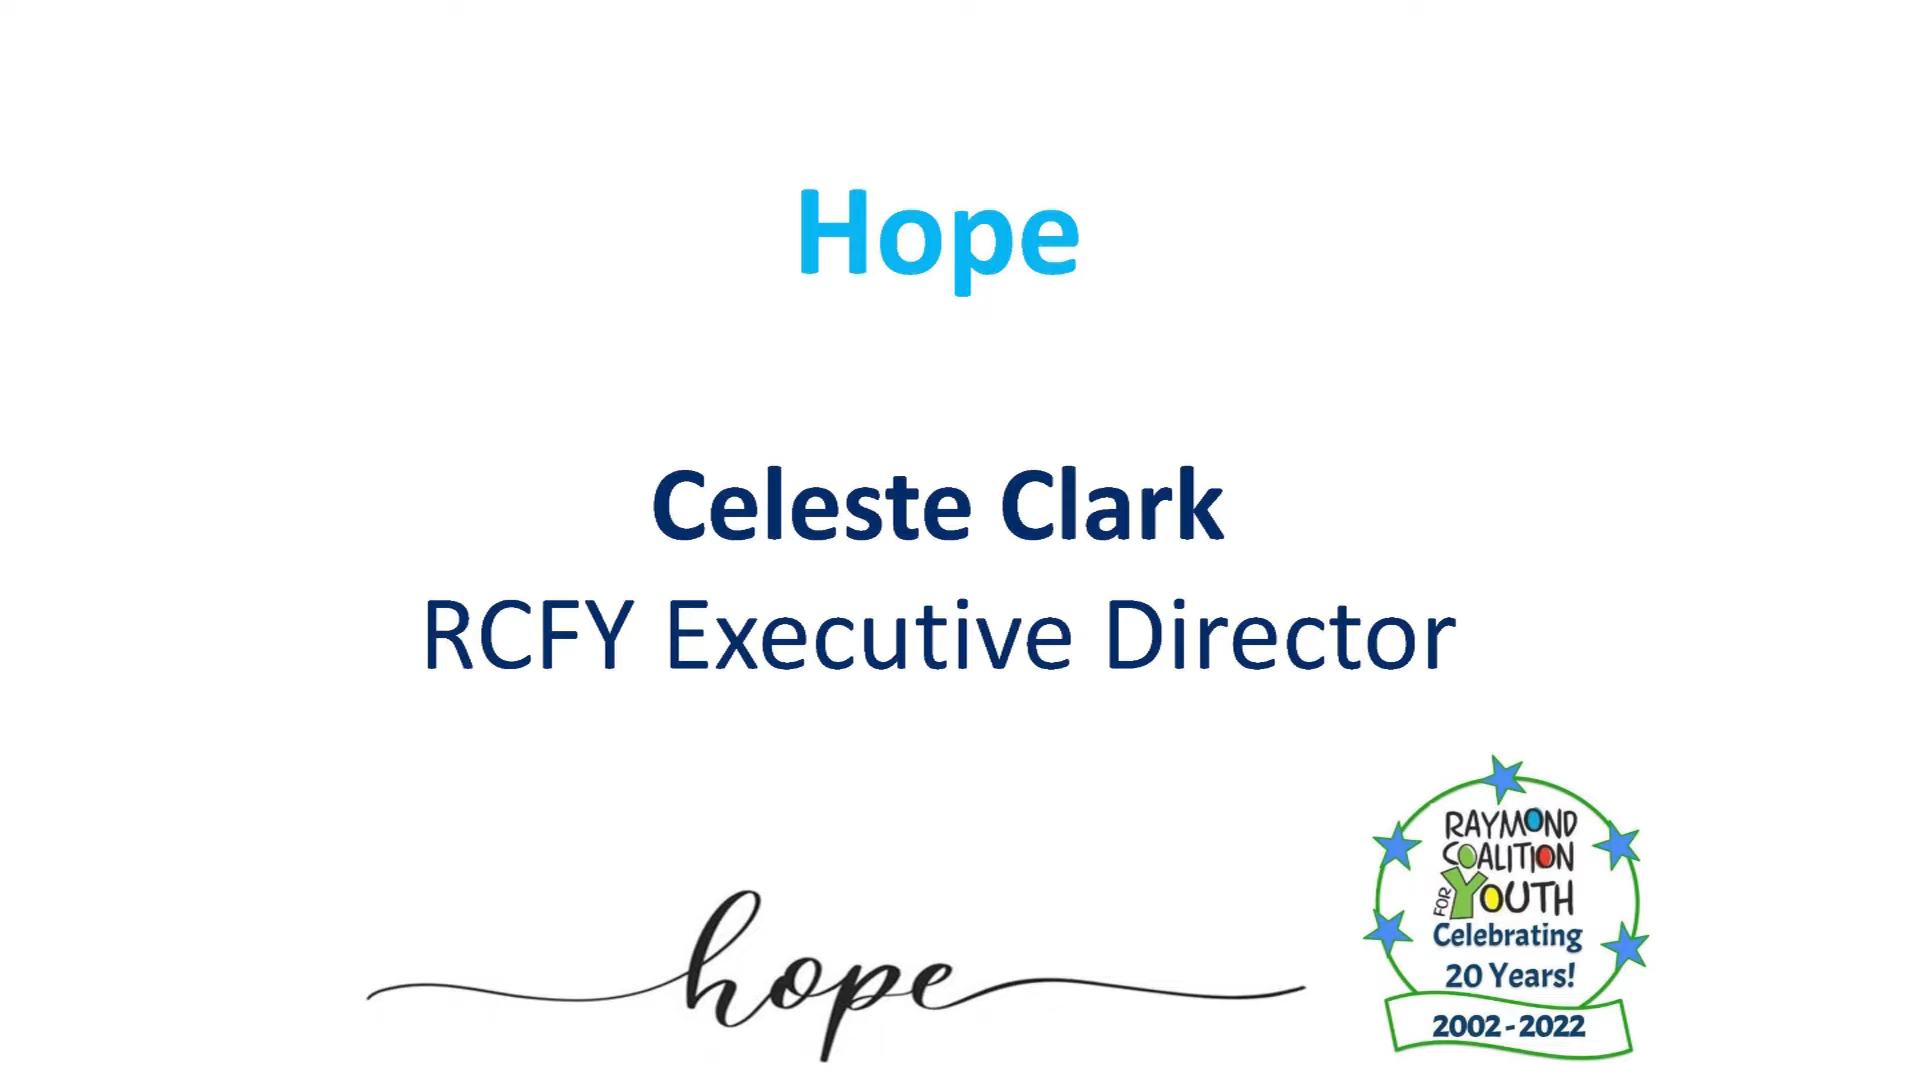 Hope
Celeste Clark
RCFY Executive Director
hope
RAYMOND
COALITION
FOR YOUTH
Celebrating
20 Years!
2002-2022